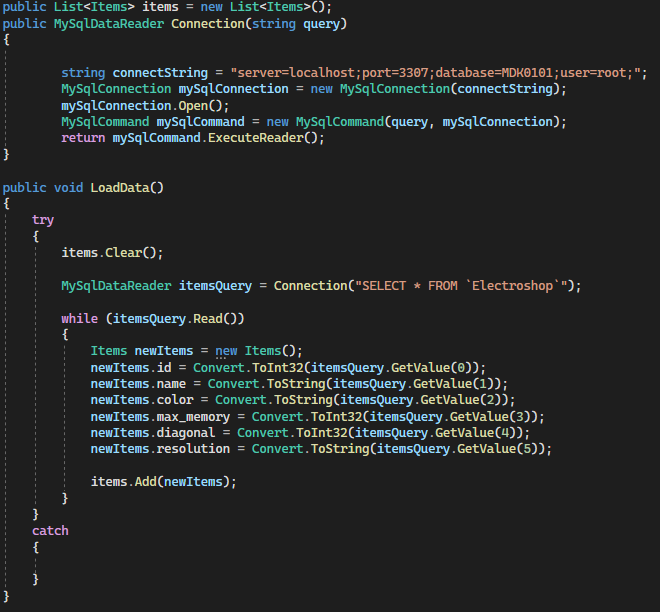 public List<Items> items = new List<Items>();
public MySqlDataReader Connection(string query)
{
string connectString = "server=localhost;port=3307;database=MDK0101;user=root;";
MySqlConnection mySqlConnection = new MySqlConnection(connectString);
mySqlConnection.Open();
MySqlCommand mySqlCommand = new MySqlCommand(query, mySqlConnection);
return mySqlCommand.ExecuteReader();
}
public void LoadData()
{
try
{
items.Clear();
MySqlDataReader itemsQuery = Connection("SELECT * FROM `Electroshop`");
while (itemsQuery.Read())
{
Items newItems = new Items();
newItems.id = Convert.ToInt32(itemsQuery.GetValue(0));
newItems.name = Convert.ToString(itemsQuery.GetValue(1));
newItems.color = Convert.ToString(itemsQuery.GetValue(2));
newItems.max_memory = Convert.ToInt32(itemsQuery.GetValue(3));
newItems.diagonal = Convert.ToInt32(itemsQuery.GetValue(4));
newItems.resolution = Convert.ToString(itemsQuery.GetValue(5));
items.Add(newItems);
}
}
catch
{
}
}